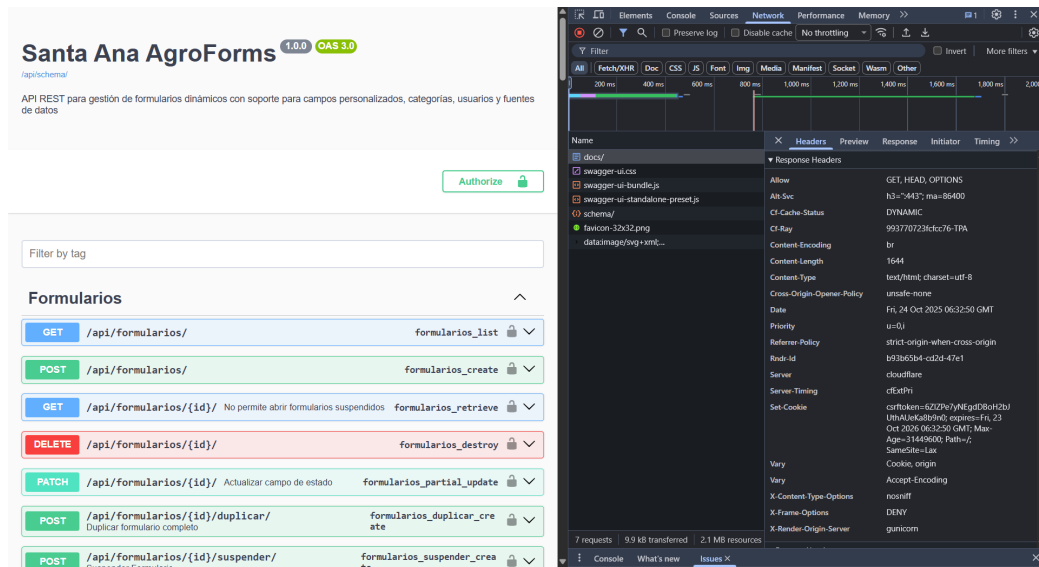 Santa Ana AgroForms 1.0.0 OAS 3.0
/api/schema/
API REST para gestión de formularios dinámicos con soporte para campos personalizados, categorías, usuarios y fuentes
de datos
Authorize
Filter by tag
Formularios
GET /api/formularios/ formularios_list
POST /api/formularios/ formularios_create
GET /api/formularios/{id}/ No permite abrir formularios suspendidos formularios_retrieve
DELETE /api/formularios/{id}/ formularios_destroy
PATCH /api/formularios/{id}/ Actualizar campo de estado formularios_partial_update
POST /api/formularios/{id}/duplicar/ formularios_duplicar_cre
Duplicar formulario completo ate
POST /api/formularios/{id}/suspender/ formularios_suspender_crea
Elements Console Sources Network Performance Memory 1
Preserve log Disable cache No throttling
Filter Invert More filters
All Fetch/XHR Doc CSS JS Font Img Media Manifest Socket Wasm Other
200 ms 400 ms 600 ms 800 ms 1,000 ms 1,200 ms 1,400 ms 1,600 ms 1,800 ms
Name
docs/
swagger-ui.css
swagger-ui-bundle.js
swagger-ui-standalone-preset.js
schema/
favicon-32x32.png
data:image/svg+xml;...
Headers Preview Response Initiator Timing
Response Headers
Allow GET, HEAD, OPTIONS
Alt-Svc h3=":443"; ma=86400
Cf-Cache-Status DYNAMIC
Cf-Ray 993770723fcfcc76-TPA
Content-Encoding br
Content-Length 1644
Content-Type text/html; charset=utf-8
Cross-Origin-Opener-Policy unsafe-none
Date Fri, 24 Oct 2025 06:32:50 GMT
Priority u=0,i
Referrer-Policy strict-origin-when-cross-origin
Rndr-Id b93b65b4-cd2d-47e1
Server cloudflare
Server-Timing cfExtPri
Set-Cookie csrftoken=6ZIZPe7yNEgdDBoH2bJ
UthAUeKa8b9n0; expires=Fri, 23
Oct 2026 06:32:50 GMT; Max-
Age=31449600; Path=/;
SameSite=Lax
Vary Cookie, origin
Vary Accept-Encoding
X-Content-Type-Options nosniff
X-Frame-Options DENY
X-Render-Origin-Server gunicorn
7 requests 9.9 kB transferred 2.1 MB resources
Console What's new Issues